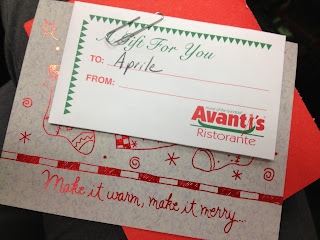 A Gift For You
TO: Aprile
FROM:
Avanti's
Ristorante
Make it warm, make it merry...